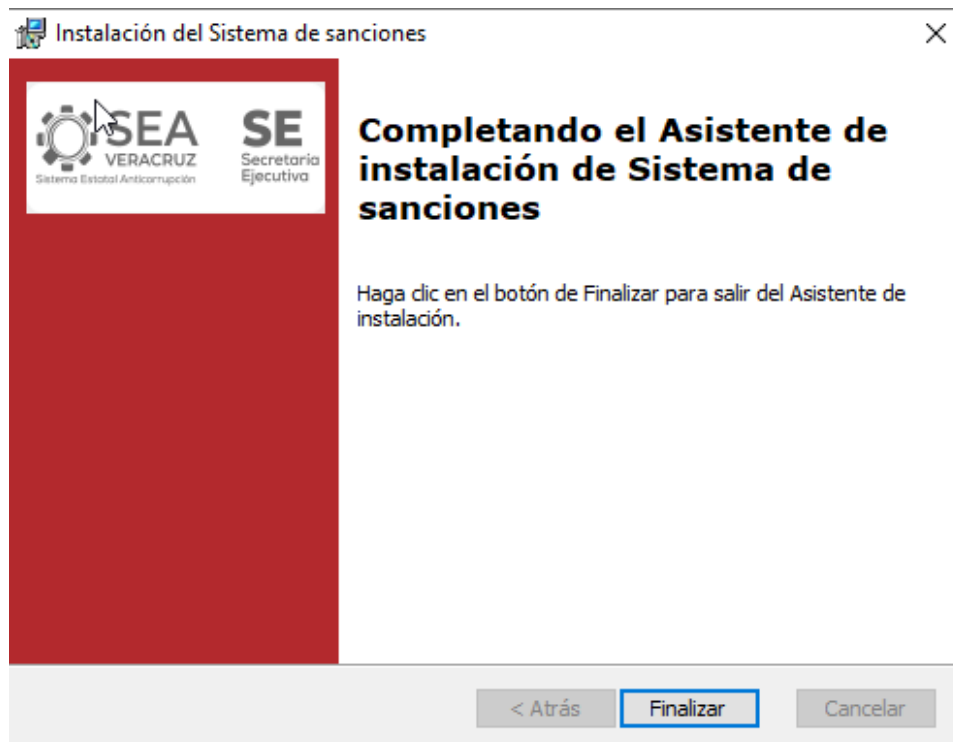 Instalación del Sistema de sanciones
SEA
VERACRUZ
Sistema Estatal Anticorrupción
SE
Secretaria
Ejecutiva
Completando el Asistente de
instalación de Sistema de
sanciones
Haga clic en el botón de Finalizar para salir del Asistente de
instalación.
< Atrás
Finalizar
Cancelar